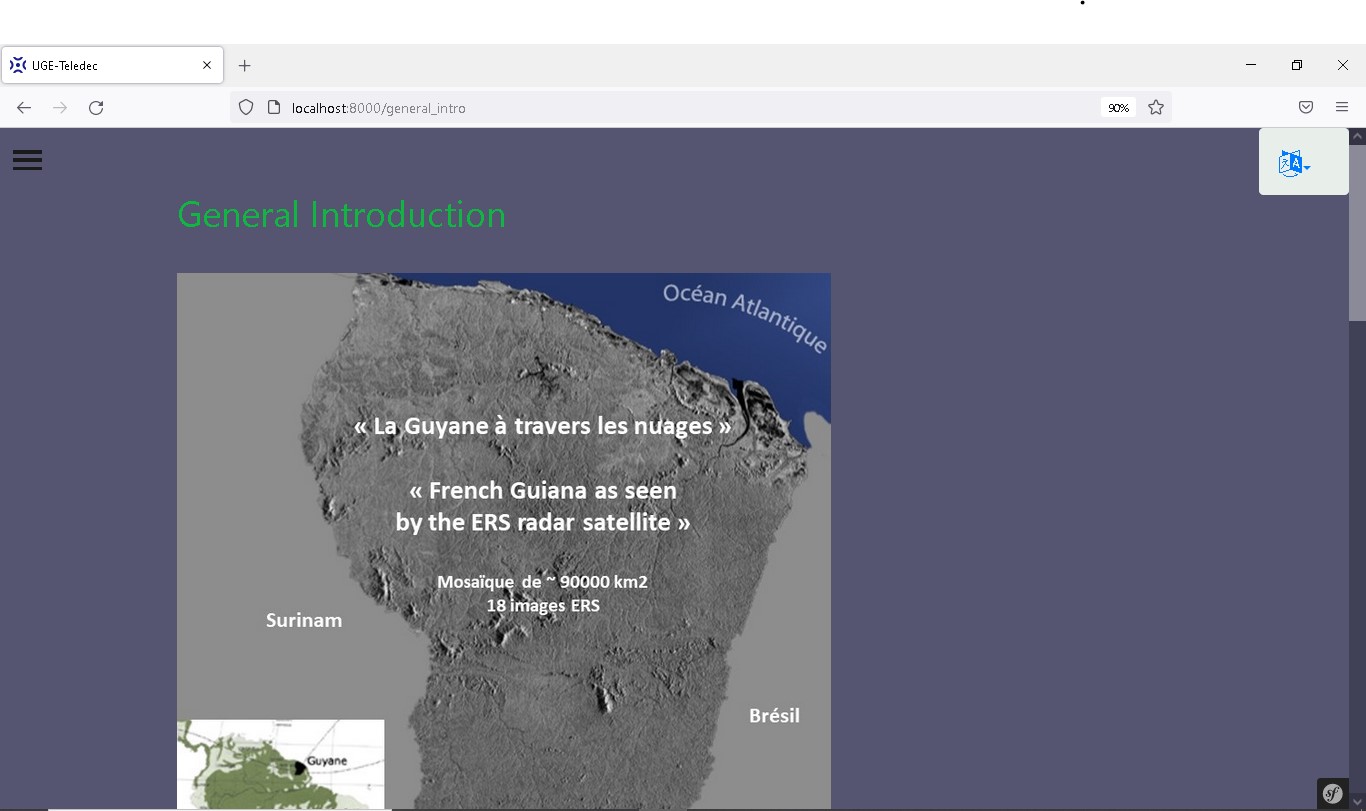 UGE-Teledec
localhost:8000/general_intro
90%
General Introduction
Océan Atlantique
« La Guyane à travers les nuages »
« French Guiana as seen
by the ERS radar satellite »
Mosaïque de ~ 90000 km2
18 images ERS
Surinam
Brésil
Guyane